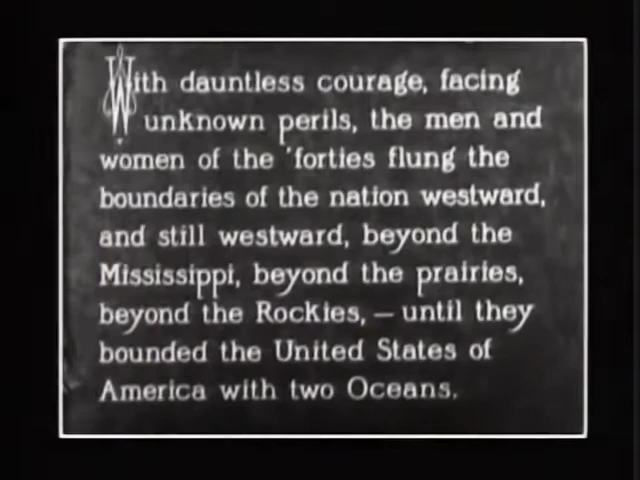 With dauntless courage, facing
unknown perils, the men and
women of the 'forties flung the
boundaries of the nation westward,
and still westward, beyond the
Mississippi, beyond the prairies,
beyond the Rockies, — until they
bounded the United States of
America with two Oceans.